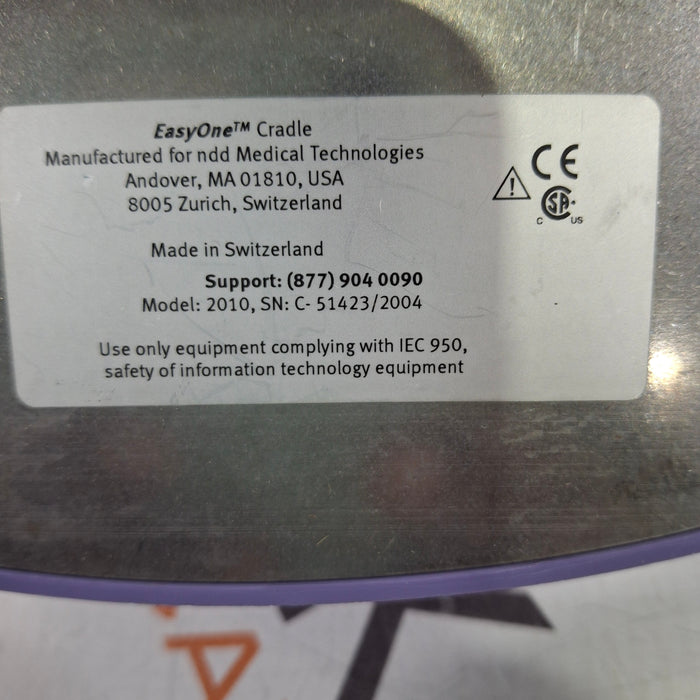 EasyOne™ Cradle
Manufactured for ndd Medical Technologies
Andover, MA 01810, USA
8005 Zurich, Switzerland
Made in Switzerland
Support: (877) 904 0090
Model: 2010, SN: C- 51423/2004
Use only equipment complying with IEC 950,
safety of information technology equipment
CE
SA
C US